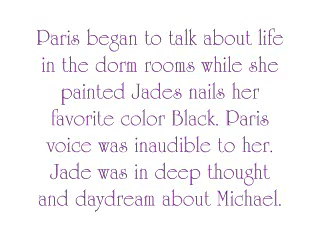 Paris began to talk about life
in the dorm rooms while she
painted Jades nails her
favorite color Black. Paris
voice was inaudible to her.
Jade was in deep thought
and daydream about Michael.